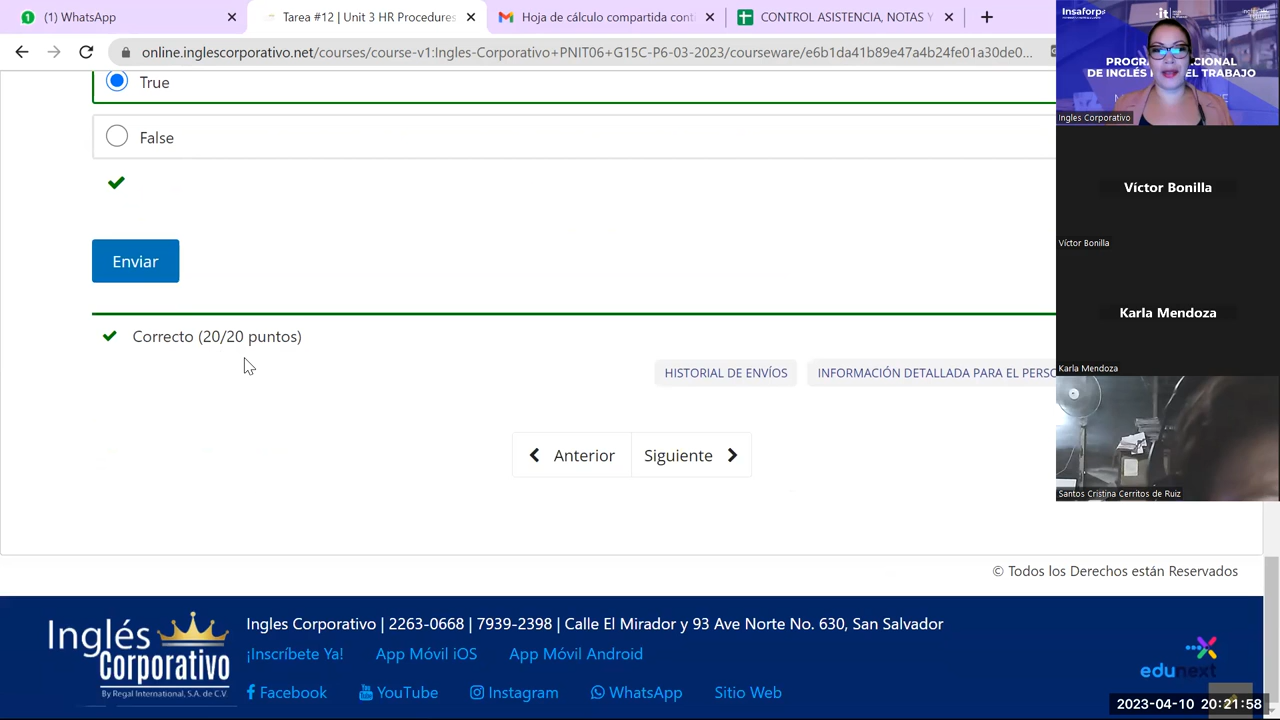 (1) WhatsApp
Tarea #12 | Unit 5 HR Procedures
Hoja de cálculo compartida cont
CONTROL ASISTENCIA, NOTAS Y
online.inglescorporativo.net/courses/course-v1:Ingles-Corporativo+PNIT06+G15C-P6-03-2023/courseware/e6b1da41b89e47a4b24fe01a30de0...
True
False
Enviar
Correcto (20/20 puntos)
HISTORIAL DE ENVÍOS
INFORMACIÓN DETALLADA PARA EL PERSO
Anterior
Siguiente
© Todos los Derechos están Reservados
Inglés
Corporativo
By Regal International, S.A. de C.V.
Ingles Corporativo | 2263-0668 | 7939-2398 | Calle El Mirador y 93 Ave Norte No. 630, San Salvador
¡Inscríbete Ya!
App Móvil iOS
App Móvil Android
Facebook
YouTube
Instagram
WhatsApp
Sitio Web
edunext
2023-04-10 20:21:58
Insaforp
it
DE INGLÉS
EL TRABAJO
Ingles Corporativo
Víctor Bonilla
Víctor Bonilla
Karla Mendoza
Karla Mendoza
Santos Cristina Cerritos de Ruiz